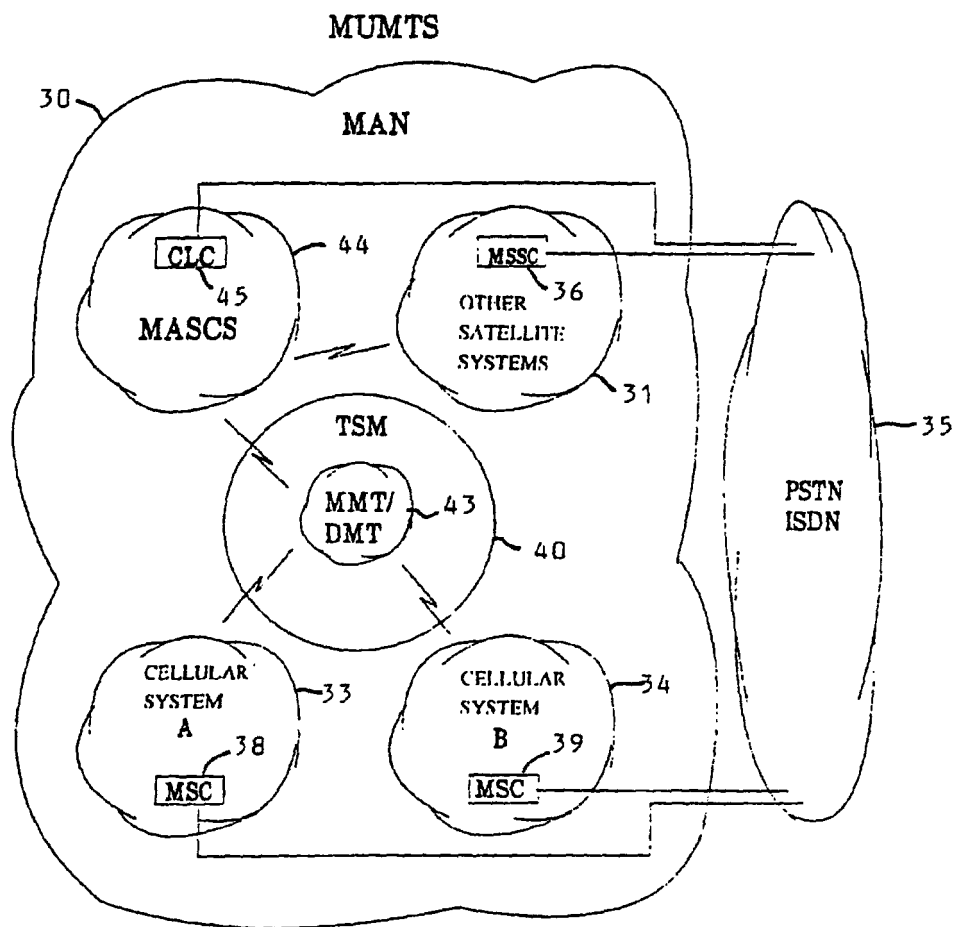 MUMTS
30
MAN
CLC
45
44
MASCS
MSSC
36
OTHER
SATELLITE
SYSTEMS
31
35
PSTN
ISDN
TSM
MMT/
DMT
43
40
CELLULAR
SYSTEM
A
33
38
MSC
CELLULAR
SYSTEM
B
34
39
MSC